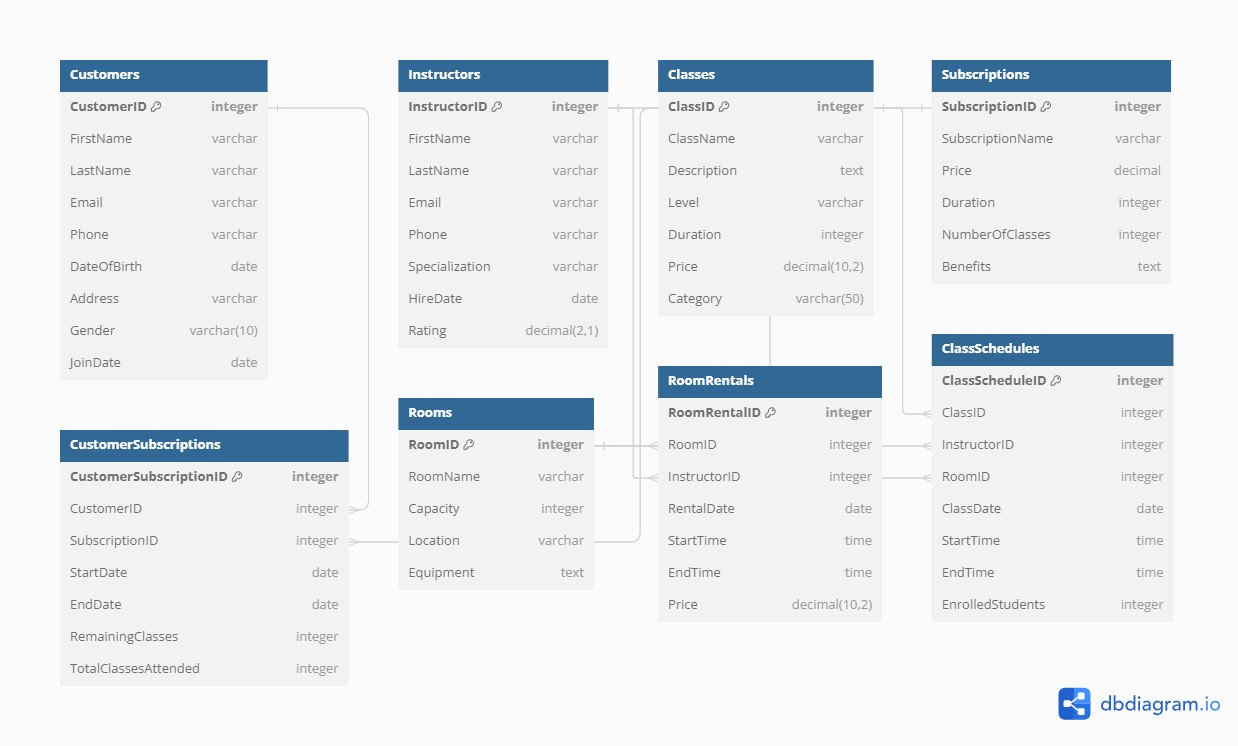 Customers
CustomerID integer
FirstName varchar
LastName varchar
Email varchar
Phone varchar
DateOfBirth date
Address varchar
Gender varchar(10)
JoinDate date
Instructors
InstructorID integer
FirstName varchar
LastName varchar
Email varchar
Phone varchar
Specialization varchar
HireDate date
Rating decimal(2,1)
Classes
ClassID integer
ClassName varchar
Description text
Level varchar
Duration integer
Price decimal(10,2)
Category varchar(50)
Subscriptions
SubscriptionID integer
SubscriptionName varchar
Price decimal
Duration integer
NumberOfClasses integer
Benefits text
CustomerSubscriptions
CustomerSubscriptionID integer
CustomerID integer
SubscriptionID integer
StartDate date
EndDate date
RemainingClasses integer
TotalClassesAttended integer
Rooms
RoomID integer
RoomName varchar
Capacity integer
Location varchar
Equipment text
RoomRentals
RoomRentalID integer
RoomID integer
InstructorID integer
RentalDate date
StartTime time
EndTime time
Price decimal(10,2)
ClassSchedules
ClassScheduleID integer
ClassID integer
InstructorID integer
RoomID integer
ClassDate date
StartTime time
EndTime time
EnrolledStudents integer
dbdiagram.io